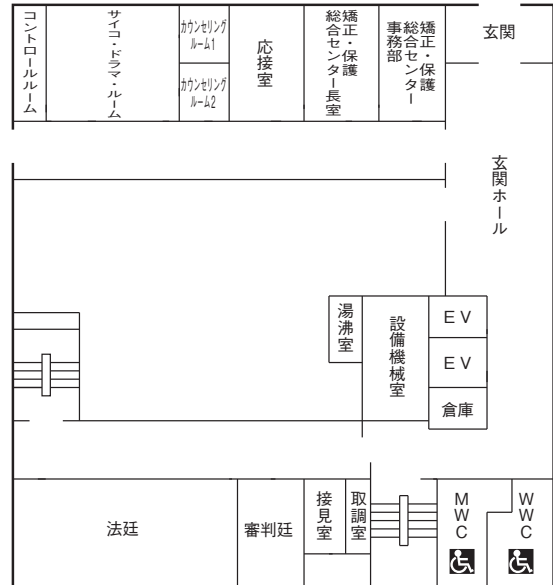 コントロールルーム
サイコ・ドラマ・ルーム
カウンセリング
ルーム1
カウンセリング
ルーム2
応接室
矯正・保護
総合センター長室
矯正・保護
総合センター
事務部
玄関
玄関ホール
湯沸室
設備機械室
EV
EV
倉庫
法廷
審判廷
接見室
取調室
MWC
WWC